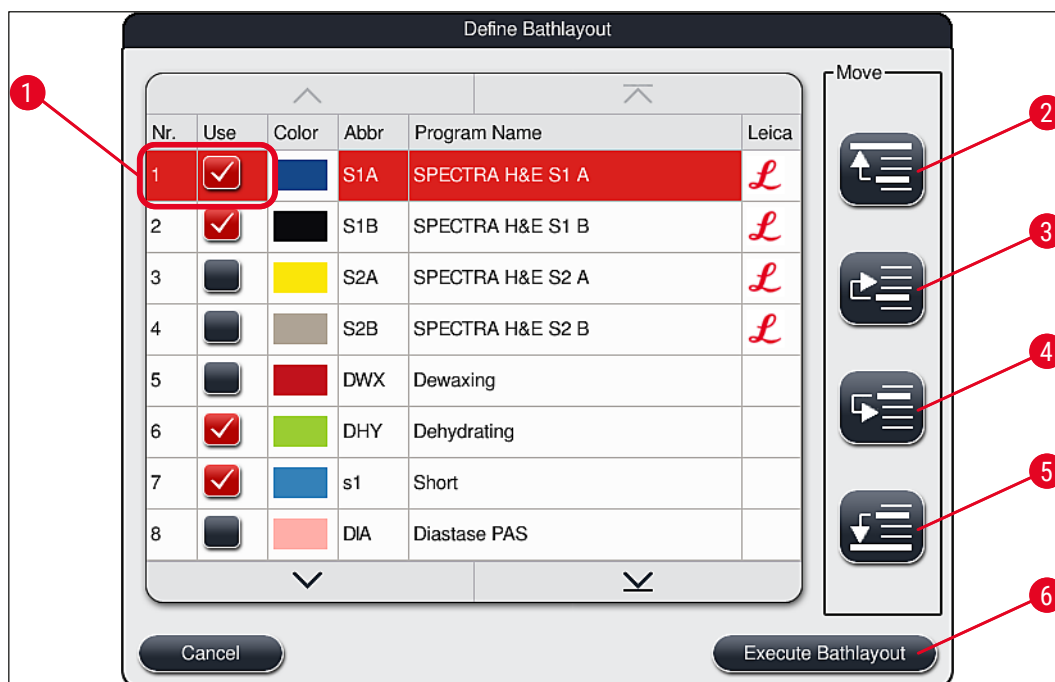 Define Bathlayout
Move
Nr. Use Color Abbr Program Name Leica
1 S1A SPECTRA H&E S1 A
2 S1B SPECTRA H&E S1 B
3 S2A SPECTRA H&E S2 A
4 S2B SPECTRA H&E S2 B
5 DWX Dewaxing
6 DHY Dehydrating
7 s1 Short
8 DIA Diastase PAS
Cancel
Execute Bathlayout
1
2
3
4
5
6